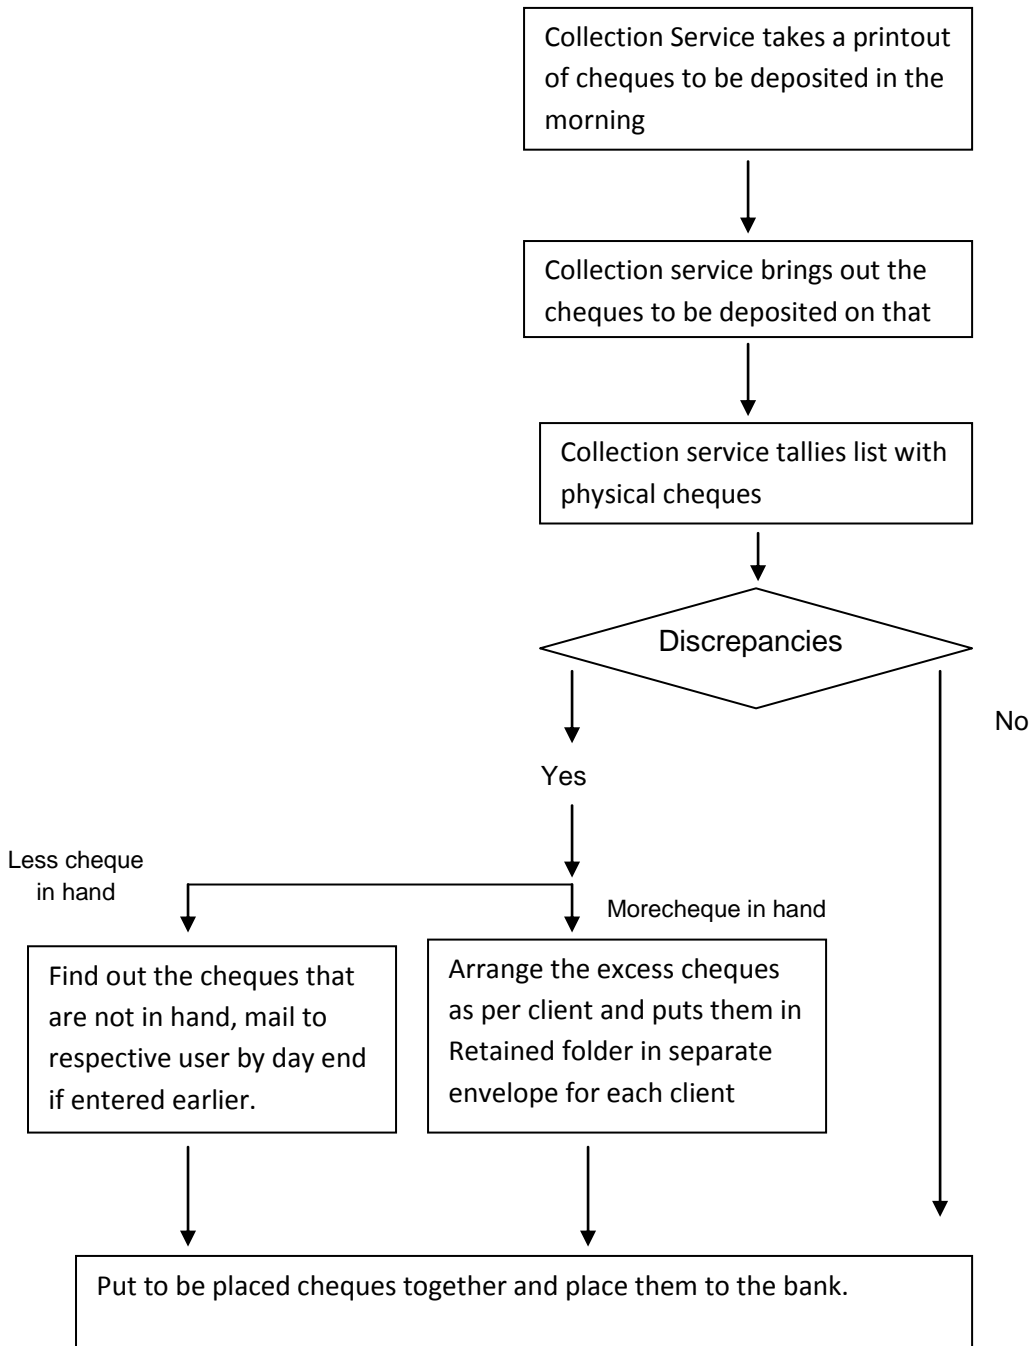 Collection Service takes a printout
of cheques to be deposited in the
morning
Collection service brings out the
cheques to be deposited on that
Collection service tallies list with
physical cheques
Discrepancies
No
Yes
Less cheque
in hand
Morecheque in hand
Find out the cheques that
are not in hand, mail to
respective user by day end
if entered earlier.
Arrange the excess cheques
as per client and puts them in
Retained folder in separate
envelope for each client
Put to be placed cheques together and place them to the bank.